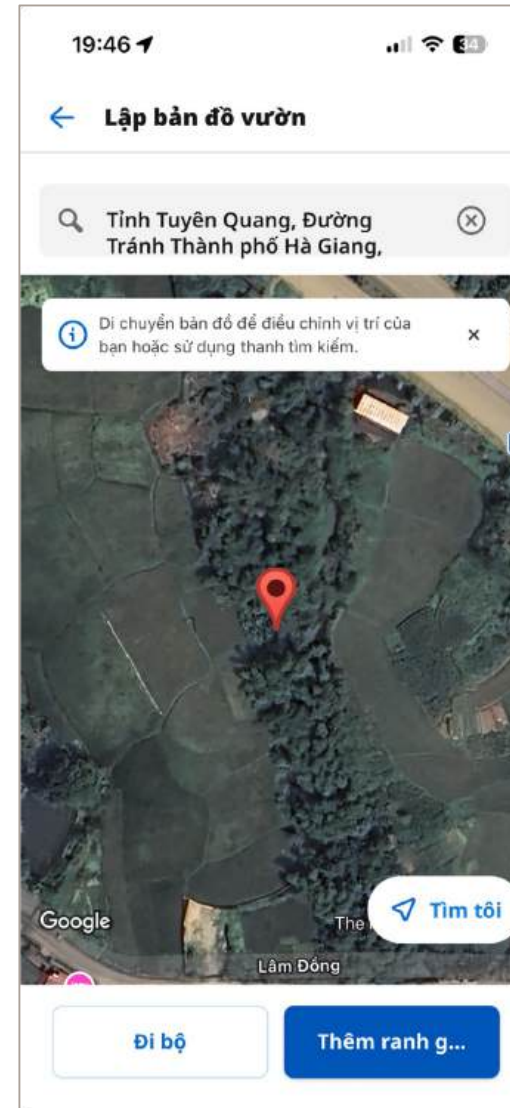 19:46
34
Lập bản đồ vườn
Tỉnh Tuyên Quang, Đường
Tránh Thành phố Hà Giang,
Di chuyển bản đồ để điều chỉnh vị trí của
bạn hoặc sử dụng thanh tìm kiếm.
Google
The
Tìm tôi
Lâm Đồng
Đi bộ
Thêm ranh g...